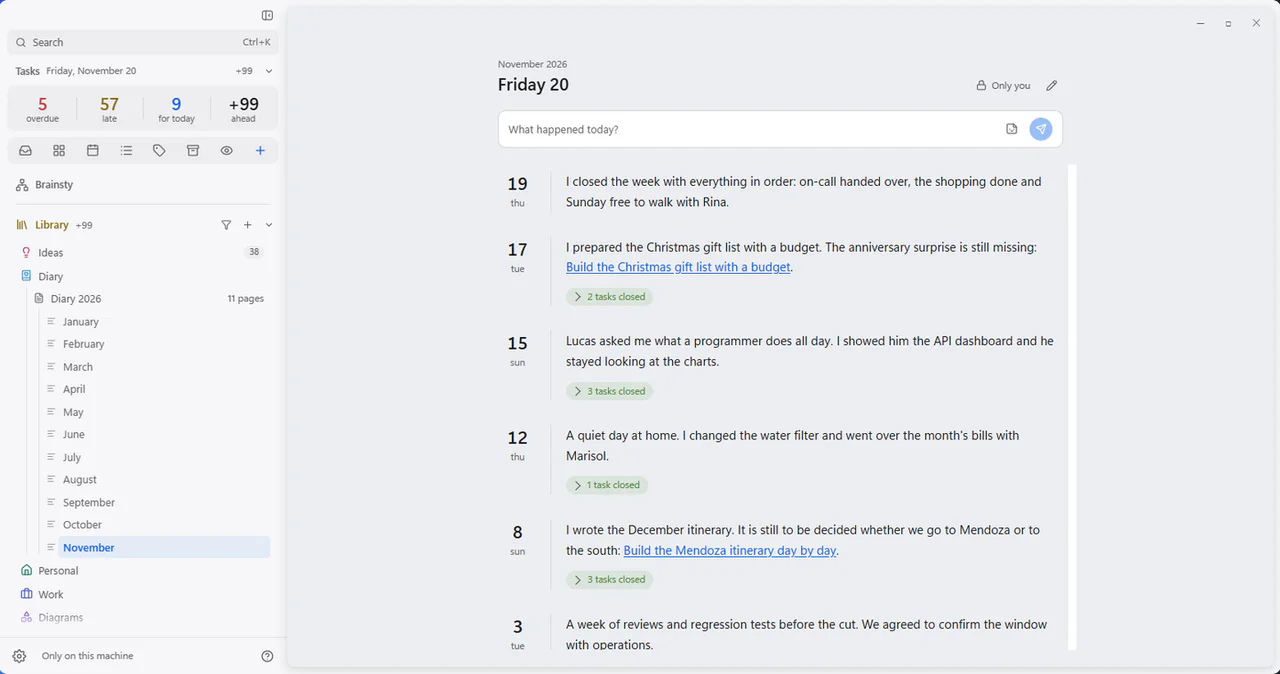 Search Ctrl+K
Tasks Friday, November 20 +99
5 57 9 +99
overdue late for today ahead
Brainsty
Library +99
Ideas 38
Diary
Diary 2026 11 pages
January
February
March
April
May
June
July
August
September
October
November
Personal
Work
Diagrams
Only on this machine
November 2026
Friday 20
Only you
What happened today?
19
thu
I closed the week with everything in order: on-call handed over, the shopping done and
Sunday free to walk with Rina.
17
tue
I prepared the Christmas gift list with a budget. The anniversary surprise is still missing:
Build the Christmas gift list with a budget.
2 tasks closed
15
sun
Lucas asked me what a programmer does all day. I showed him the API dashboard and he
stayed looking at the charts.
3 tasks closed
12
thu
A quiet day at home. I changed the water filter and went over the month's bills with
Marisol.
1 task closed
8
sun
I wrote the December itinerary. It is still to be decided whether we go to Mendoza or to
the south: Build the Mendoza itinerary day by day.
3 tasks closed
3
tue
A week of reviews and regression tests before the cut. We agreed to confirm the window
with operations.